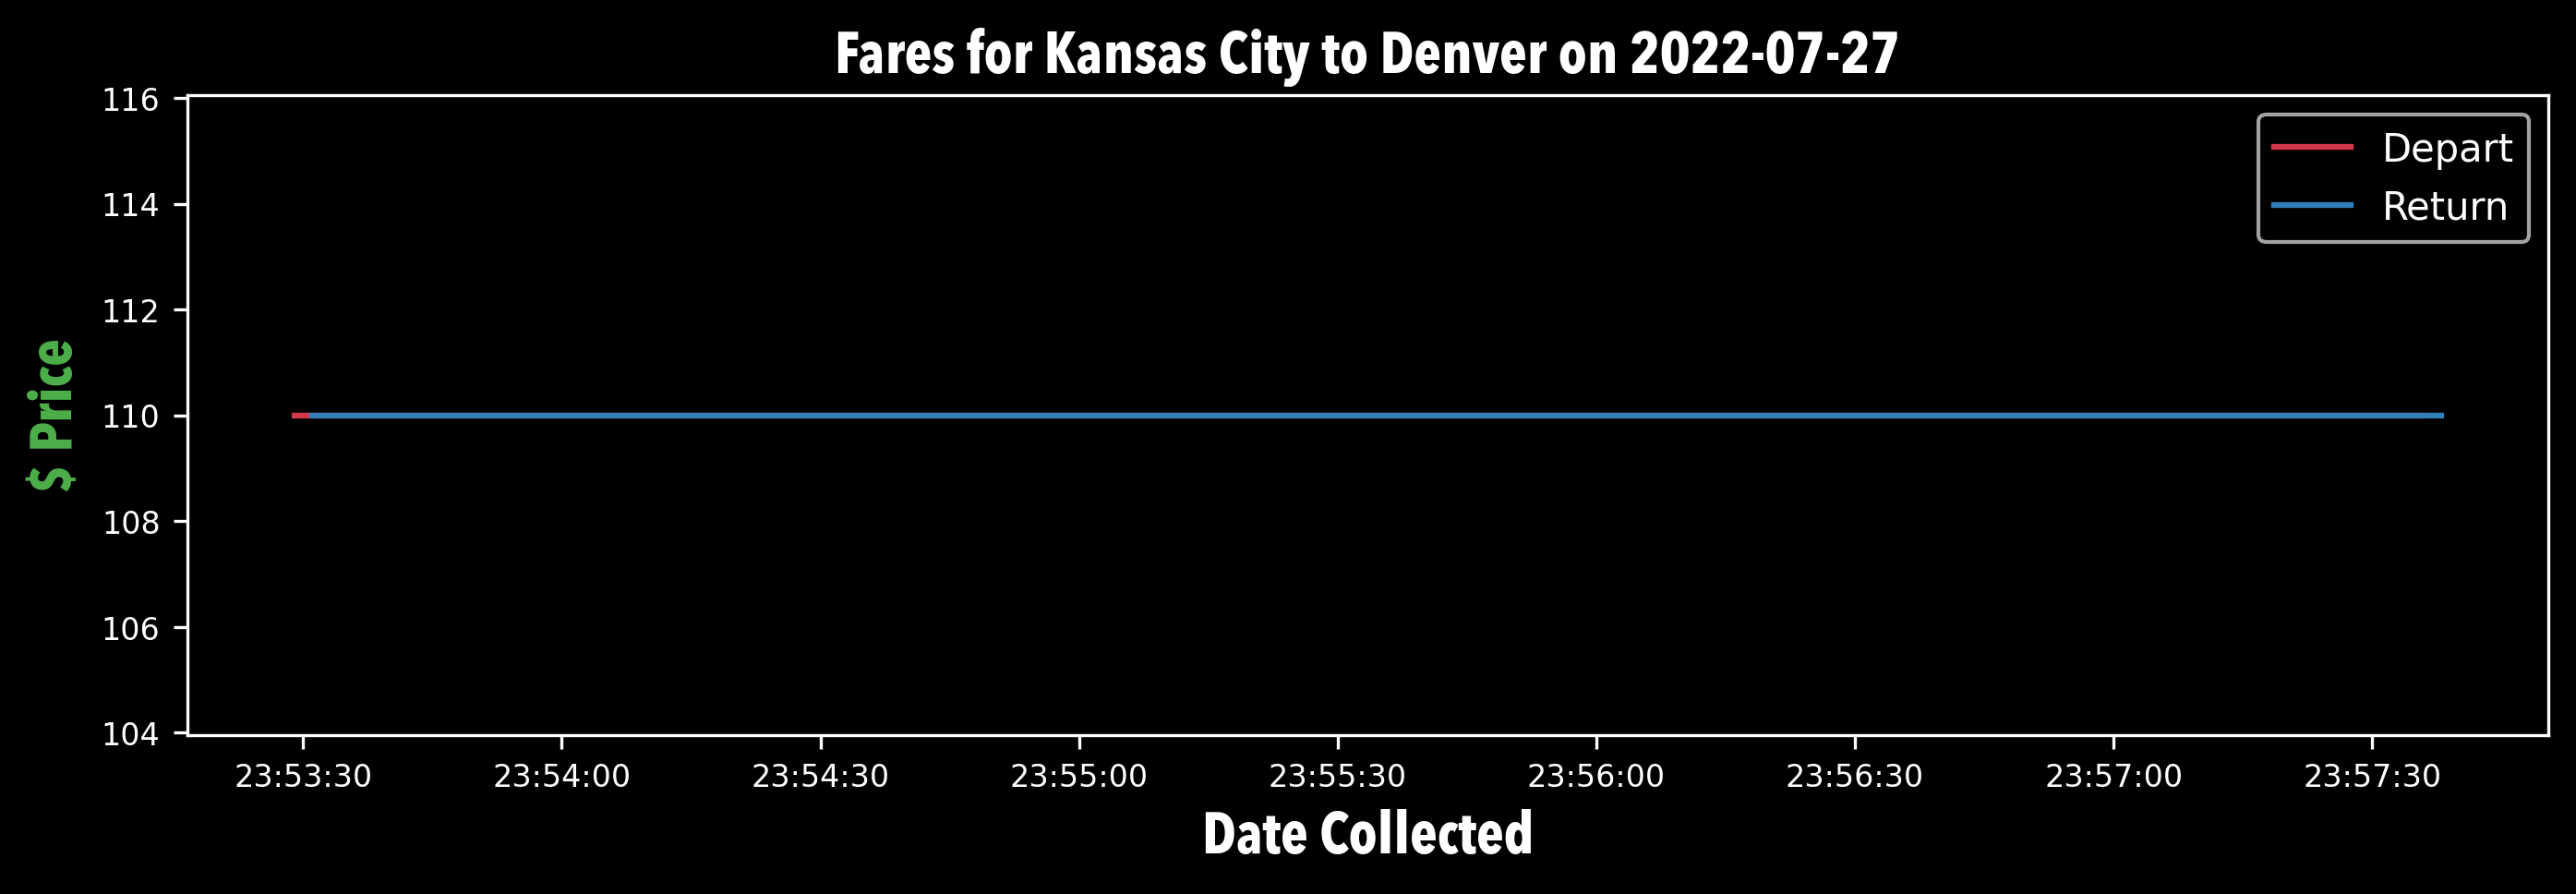 Fares for Kansas City to Denver on 2022-07-27
116
114
112
110
108
106
104
$ Price
Depart
Return
23:53:30 23:54:00 23:54:30 23:55:00 23:55:30 23:56:00 23:56:30 23:57:00 23:57:30
Date Collected